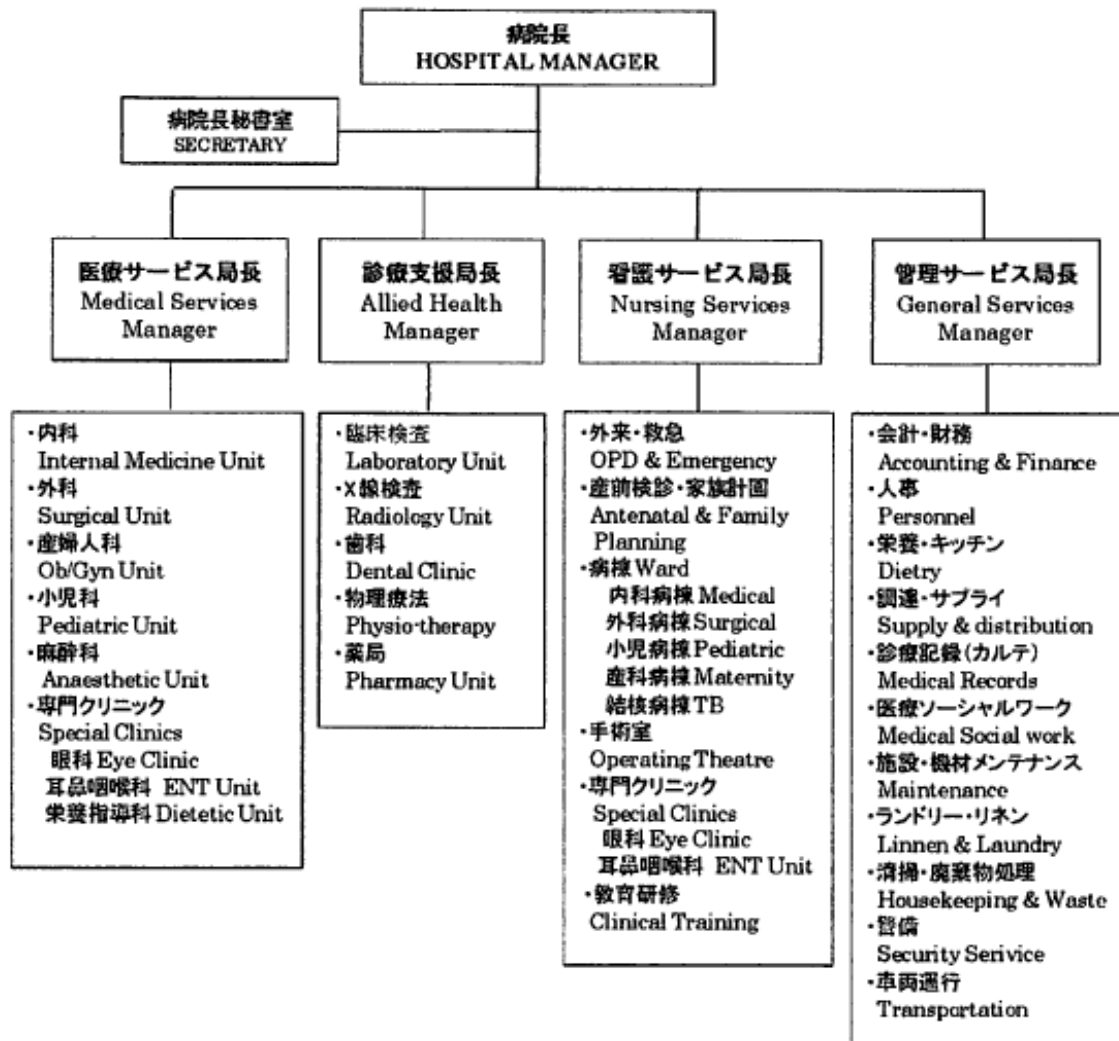 病院長
HOSPITAL MANAGER
病院長秘書室
SECRETARY
医療サービス局長
Medical Services
Manager
診療支援局長
Allied Health
Manager
看護サービス局長
Nursing Services
Manager
管理サービス局長
General Services
Manager
・内科
Internal Medicine Unit
・外科
Surgical Unit
・産婦人科
Ob/Gyn Unit
・小児科
Pediatric Unit
・麻酔科
Anaesthetic Unit
・専門クリニック
Special Clinics
眼科 Eye Clinic
耳鼻咽喉科 ENT Unit
栄養指導科 Dietetic Unit
・臨床検査
Laboratory Unit
・X線検査
Radiology Unit
・歯科
Dental Clinic
・物理療法
Physio-therapy
・薬局
Pharmacy Unit
・外来・救急
OPD & Emergency
・産前検診・家族計画
Antenatal & Family
Planning
・病棟 Ward
内科病棟 Medical
外科病棟 Surgical
小児病棟 Pediatric
産科病棟 Maternity
結核病棟 TB
・手術室
Operating Theatre
・専門クリニック
Special Clinics
眼科 Eye Clinic
耳鼻咽喉科 ENT Unit
・教育研修
Clinical Training
・会計・財務
Accounting & Finance
・人事
Personnel
・栄養・キッチン
Dietry
・調達・サプライ
Supply & distribution
・診療記録(カルテ)
Medical Records
・医療ソーシャルワーク
Medical Social work
・施設・機材メンテナンス
Maintenance
・ランドリー・リネン
Linnen & Laundry
・清掃・廃棄物処理
Housekeeping & Waste
・警備
Security Serivice
・車両運行
Transportation